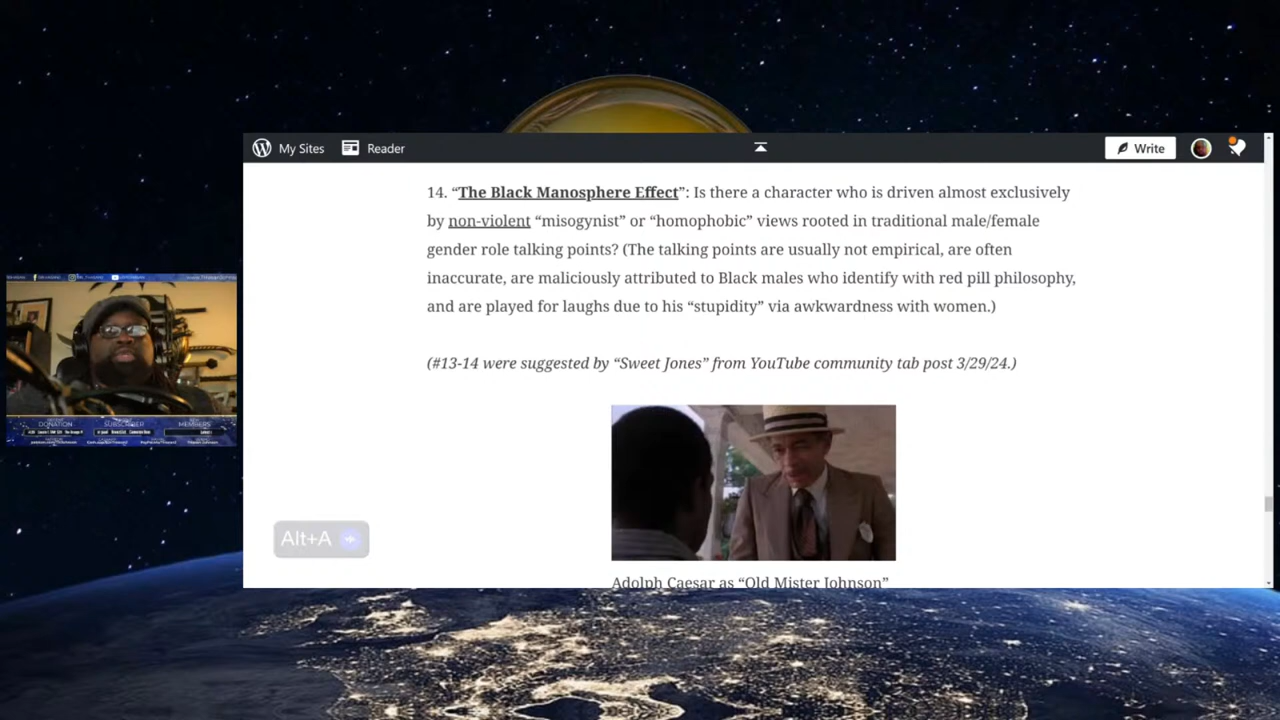 My Sites
Reader
Write
14. “The Black Manosphere Effect”: Is there a character who is driven almost exclusively
by non-violent “misogynist” or “homophobic” views rooted in traditional male/female
gender role talking points? (The talking points are usually not empirical, are often
inaccurate, are maliciously attributed to Black males who identify with red pill philosophy,
and are played for laughs due to his “stupidity” via awkwardness with women.)
(#13-14 were suggested by “Sweet Jones” from YouTube community tab post 3/29/24.)
Alt+A
Adolph Caesar as “Old Mister Johnson”
DONATION
SUBSCRIBER
MEMBERS